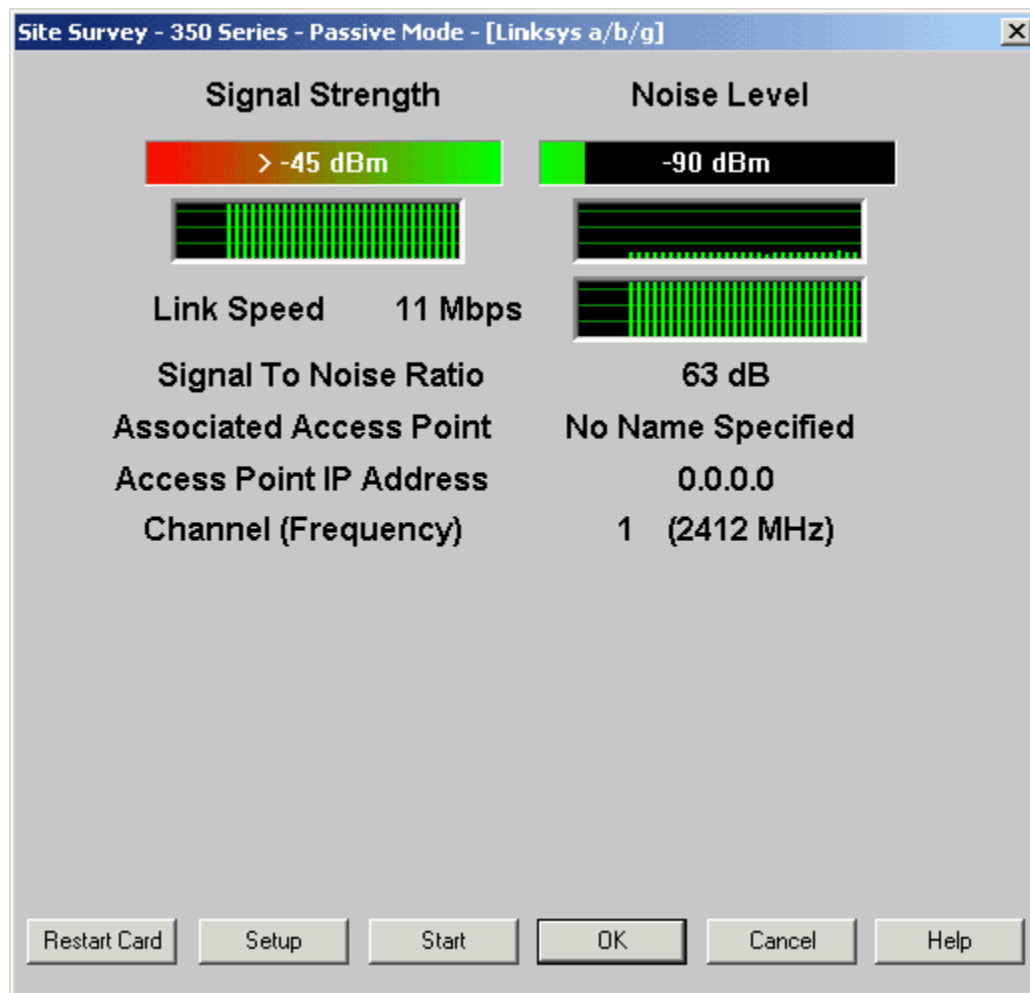 Site Survey - 350 Series - Passive Mode - [Linksys a/b/g]
Signal Strength Noise Level
> -45 dBm -90 dBm
Link Speed 11 Mbps
Signal To Noise Ratio 63 dB
Associated Access Point No Name Specified
Access Point IP Address 0.0.0.0
Channel (Frequency) 1 (2412 MHz)
Restart Card Setup Start OK Cancel Help